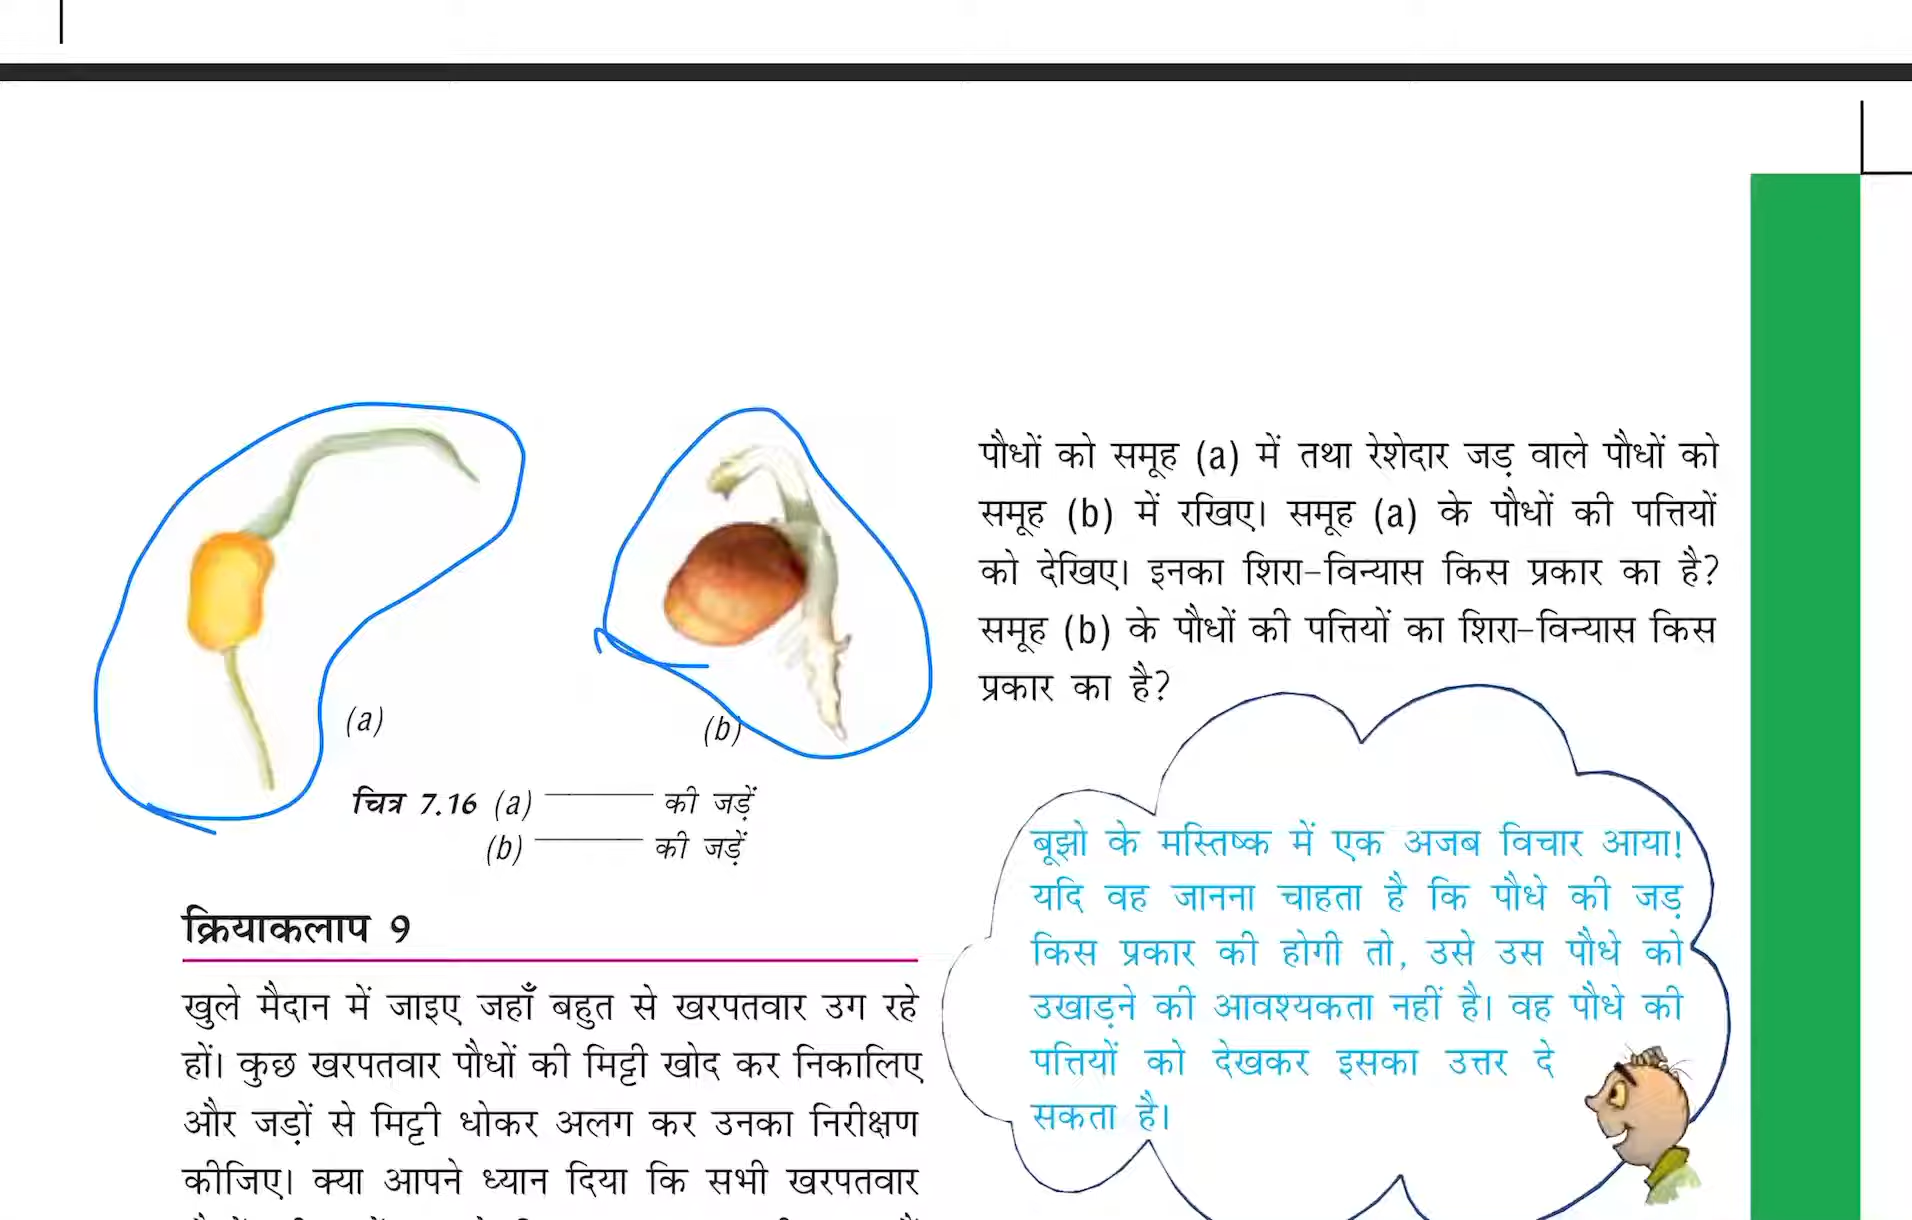 (a)
(b)
चित्र 7.16 (a) ———— की जड़ें
(b) ———— की जड़ें
क्रियाकलाप 9
खुले मैदान में जाइए जहाँ बहुत से खरपतवार उग रहे
हों। कुछ खरपतवार पौधों की मिट्टी खोद कर निकालिए
और जड़ों से मिट्टी धोकर अलग कर उनका निरीक्षण
कीजिए। क्या आपने ध्यान दिया कि सभी खरपतवार
पौधों को समूह (a) में तथा रेशेदार जड़ वाले पौधों को
समूह (b) में रखिए। समूह (a) के पौधों की पत्तियों
को देखिए। इनका शिरा-विन्यास किस प्रकार का है?
समूह (b) के पौधों की पत्तियों का शिरा-विन्यास किस
प्रकार का है?
बूझो के मस्तिष्क में एक अजब विचार आया!
यदि वह जानना चाहता है कि पौधे की जड़
किस प्रकार की होगी तो, उसे उस पौधे को
उखाड़ने की आवश्यकता नहीं है। वह पौधे की
पत्तियों को देखकर इसका उत्तर दे
सकता है।